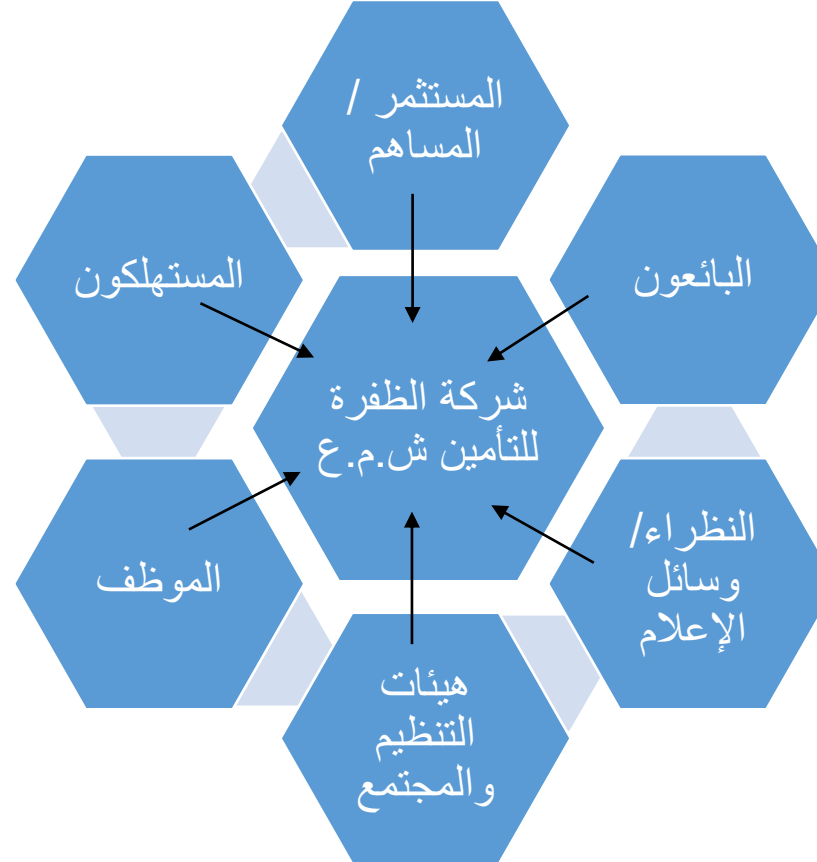 المستثمر /
المساهم
البائعون
المستهلكون
شركة الظفرة
للتأمين ش.م.ع
النظراء/
وسائل
الإعلام
الموظف
هيئات
التنظيم
والمجتمع